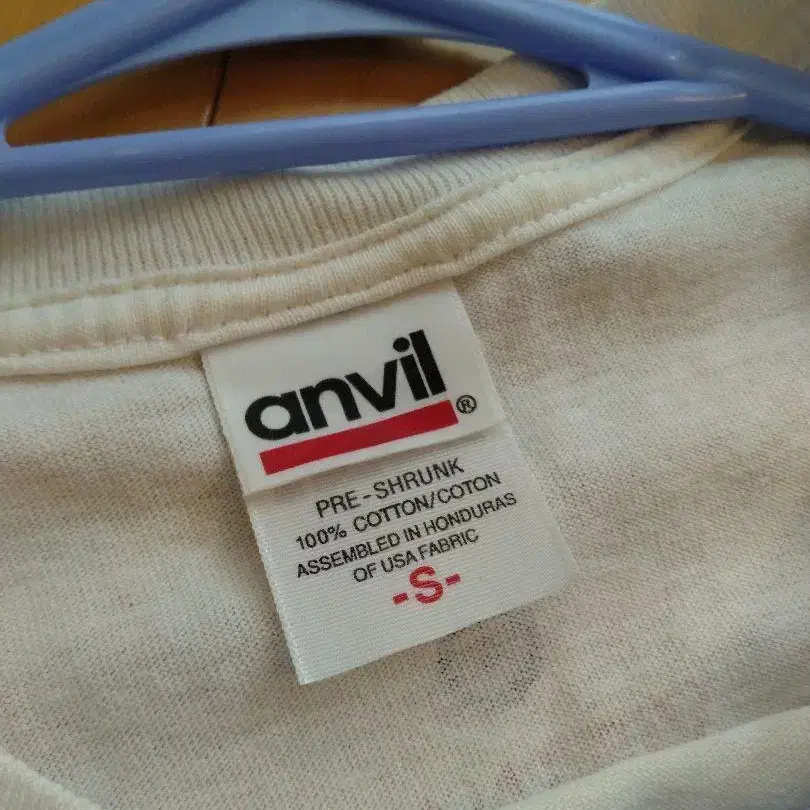 anvil®
PRE-SHRUNK
100% COTTON/COTON
ASSEMBLED IN HONDURAS
OF USA FABRIC
-S-